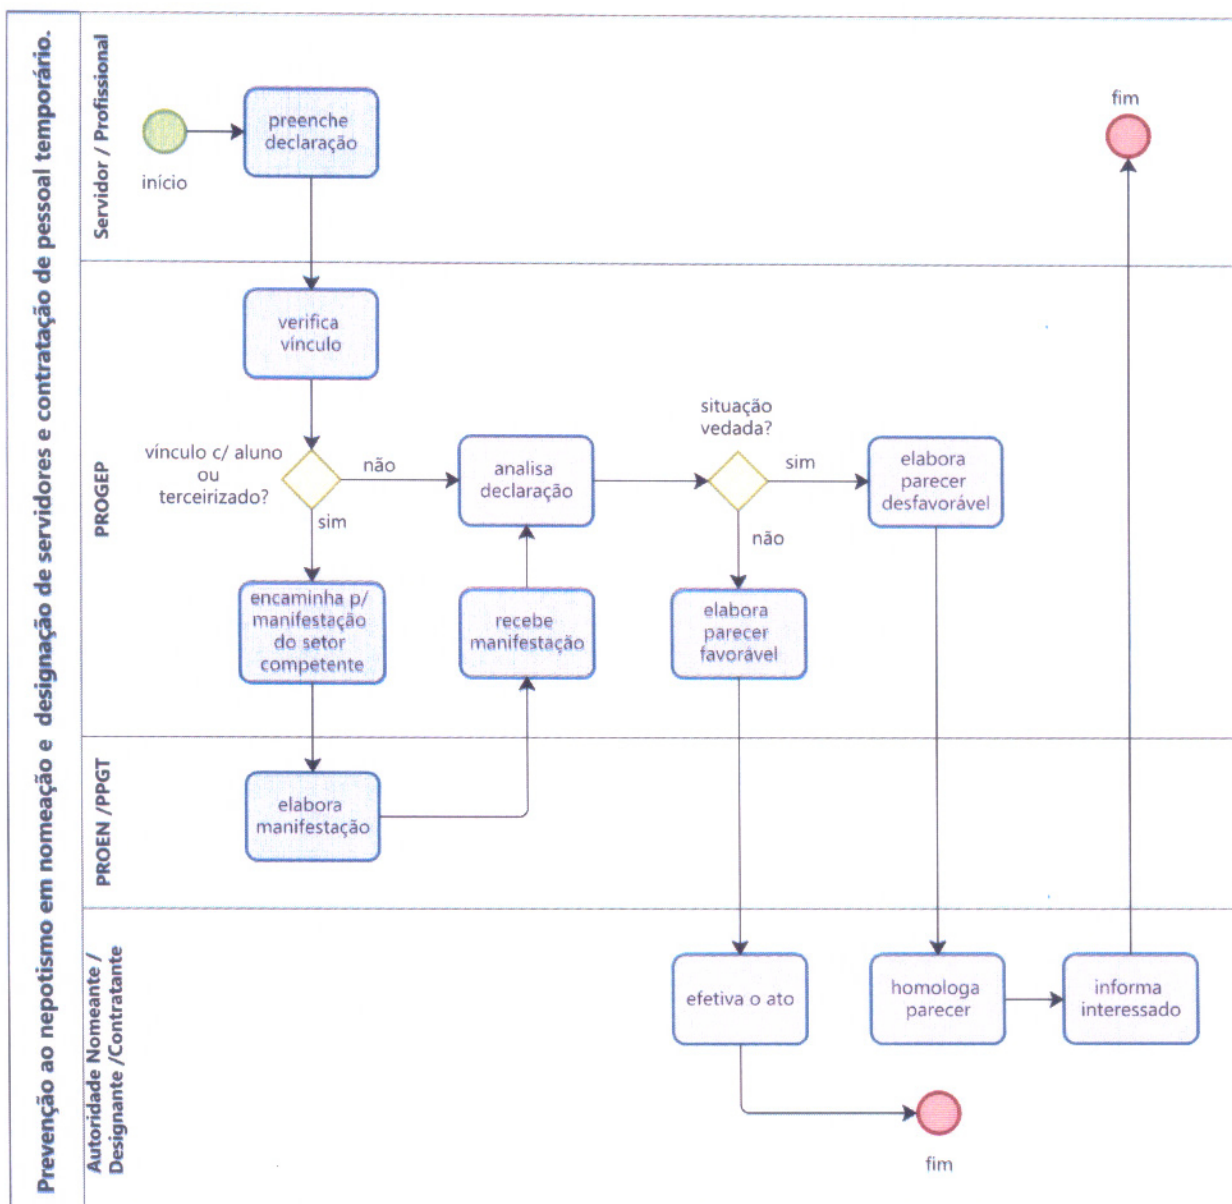 Prevenção ao nepotismo em nomeação e designação de servidores e contratação de pessoal temporário.
Servidor / Profissional
início
preenche
declaração
fim
PROGEP
verifica
vínculo
vínculo c/ aluno
ou
terceirizado?
não
sim
analisa
declaração
situação
vedada?
sim
não
elabora
parecer
desfavorável
encaminha p/
manifestação
do setor
competente
recebe
manifestação
elabora
parecer
favorável
PROEN /PPGT
elabora
manifestação
Autoridade Nomeante /
Designante /Contratante
efetiva o ato
homologa
parecer
informa
interessado
fim